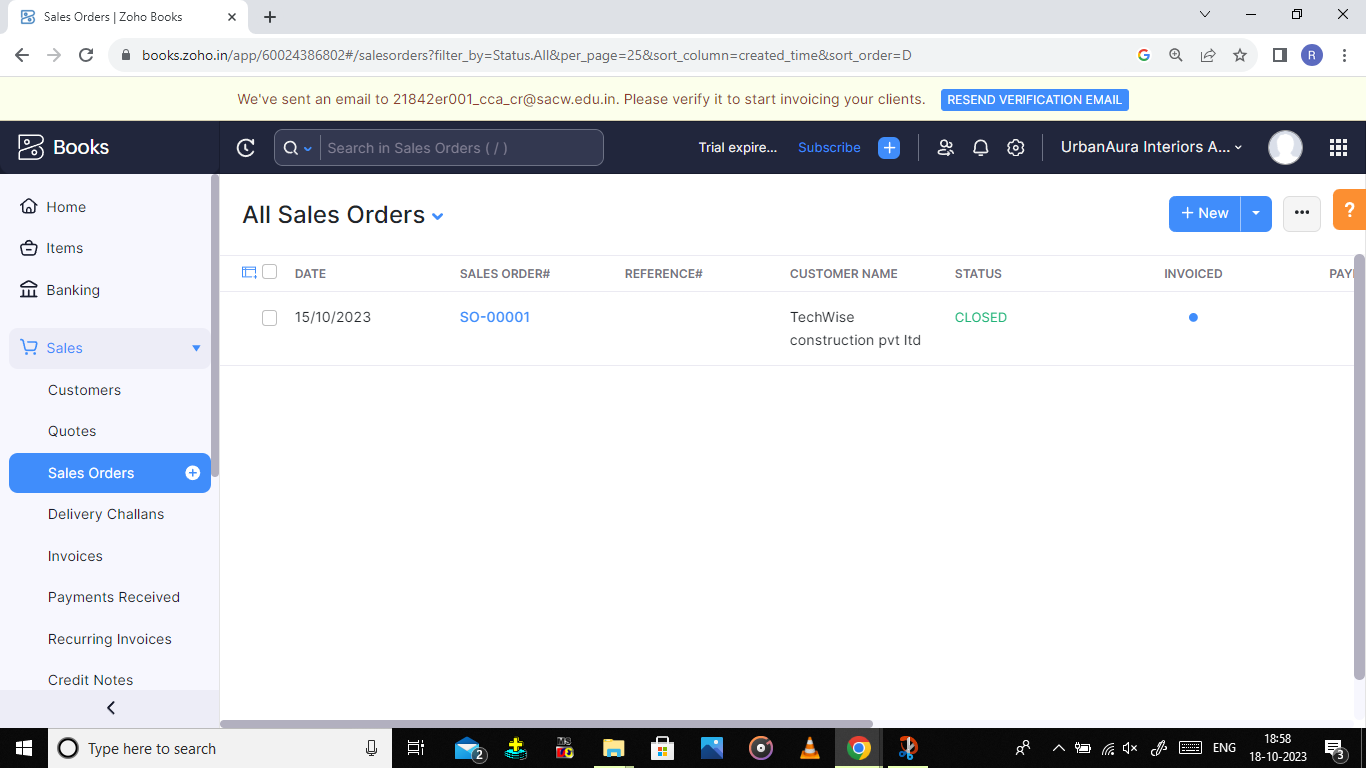 Sales Orders | Zoho Books
books.zoho.in/app/60024386802#/salesorders?filter_by=Status.All&per_page=25&sort_column=created_time&sort_order=D
R
We've sent an email to 21842er001_cca_cr@sacw.edu.in. Please verify it to start invoicing your clients. RESEND VERIFICATION EMAIL
Books
Search in Sales Orders ( / )
Trial expire... Subscribe
UrbanAura Interiors A...
Home
Items
Banking
Sales
Customers
Quotes
Sales Orders
Delivery Challans
Invoices
Payments Received
Recurring Invoices
Credit Notes
All Sales Orders
+ New
?
DATE SALES ORDER# REFERENCE# CUSTOMER NAME STATUS INVOICED PAY
15/10/2023 SO-00001 TechWise CLOSED
construction pvt ltd
Type here to search
2
ENG
18:58
18-10-2023
3